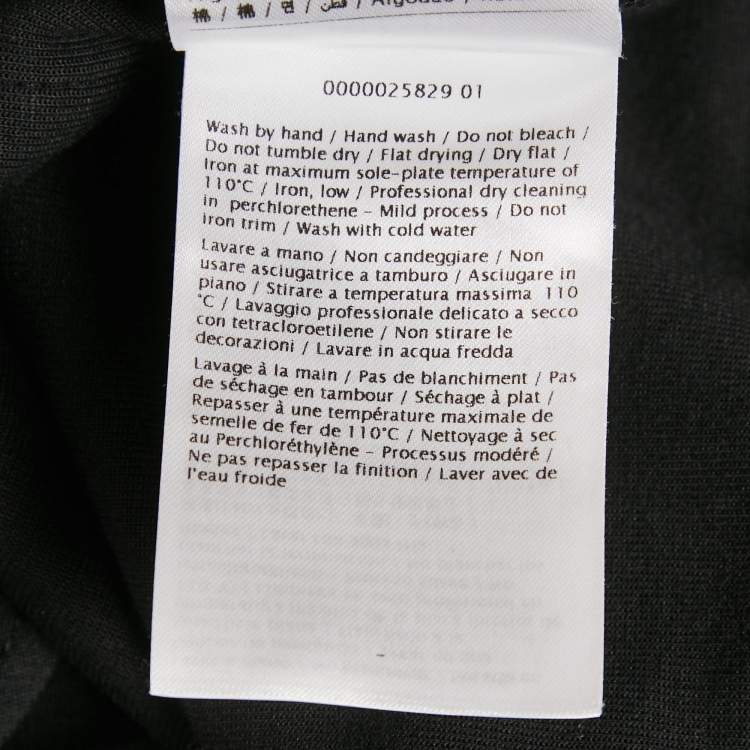 棉 / 棉 / 면 / قطن / Algodão /
0000025829 01
Wash by hand / Hand wash / Do not bleach /
Do not tumble dry / Flat drying / Dry flat /
Iron at maximum sole-plate temperature of
110°C / Iron, low / Professional dry cleaning
in perchlorethene - Mild process / Do not
iron trim / Wash with cold water
Lavare a mano / Non candeggiare / Non
usare asciugatrice a tamburo / Asciugare in
piano / Stirare a temperatura massima 110
°C / Lavaggio professionale delicato a secco
con tetracloroetilene / Non stirare le
decorazioni / Lavare in acqua fredda
Lavage à la main / Pas de blanchiment / Pas
de séchage en tambour / Séchage à plat /
Repasser à une température maximale de
semelle de fer de 110°C / Nettoyage à sec
au Perchloréthylène - Processus modéré /
Ne pas repasser la finition / Laver avec de
l'eau froide